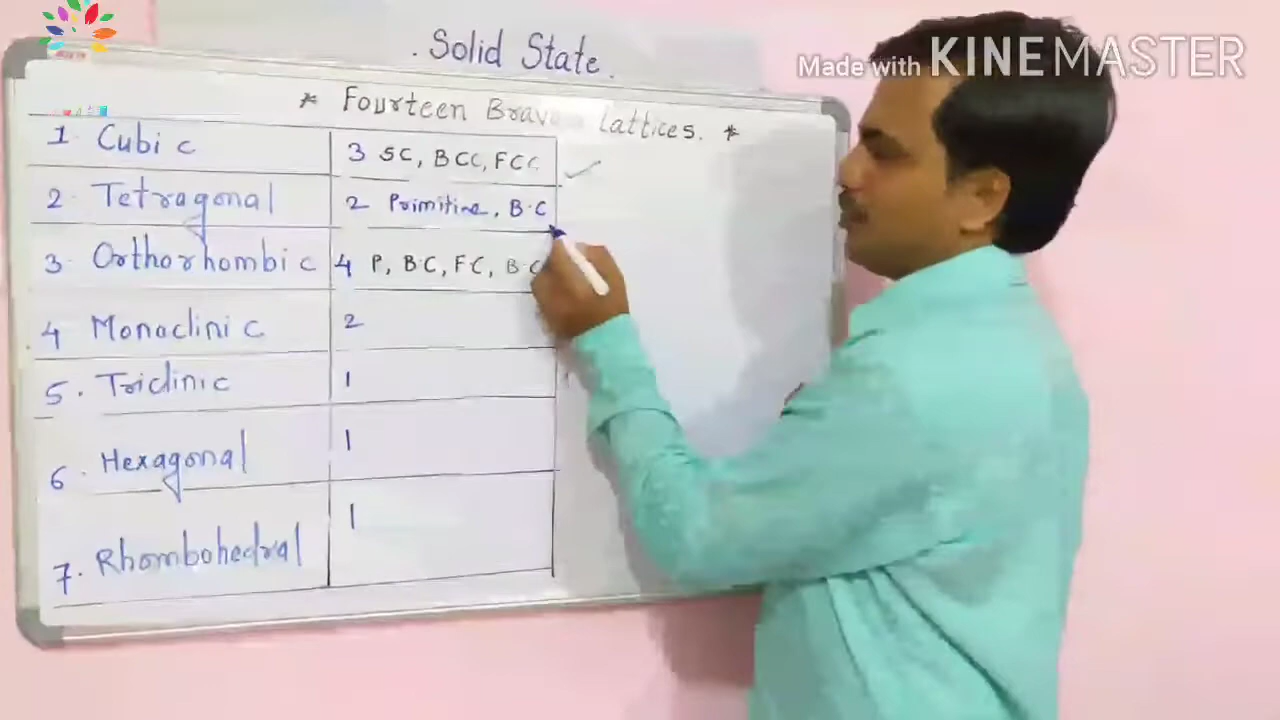 Solid State
Made with KINEMASTER
* Fourteen Lattices. *
1 Cubic 3 SC, BCC, FCC
2. Tetragonal 2 Primitive, B.C
3. Orthorhombic 4 P, B.C, F.C, B.C
4 Monoclinic 2
5. Triclinic 1
6. Hexagonal 1
7. Rhombohedral 1